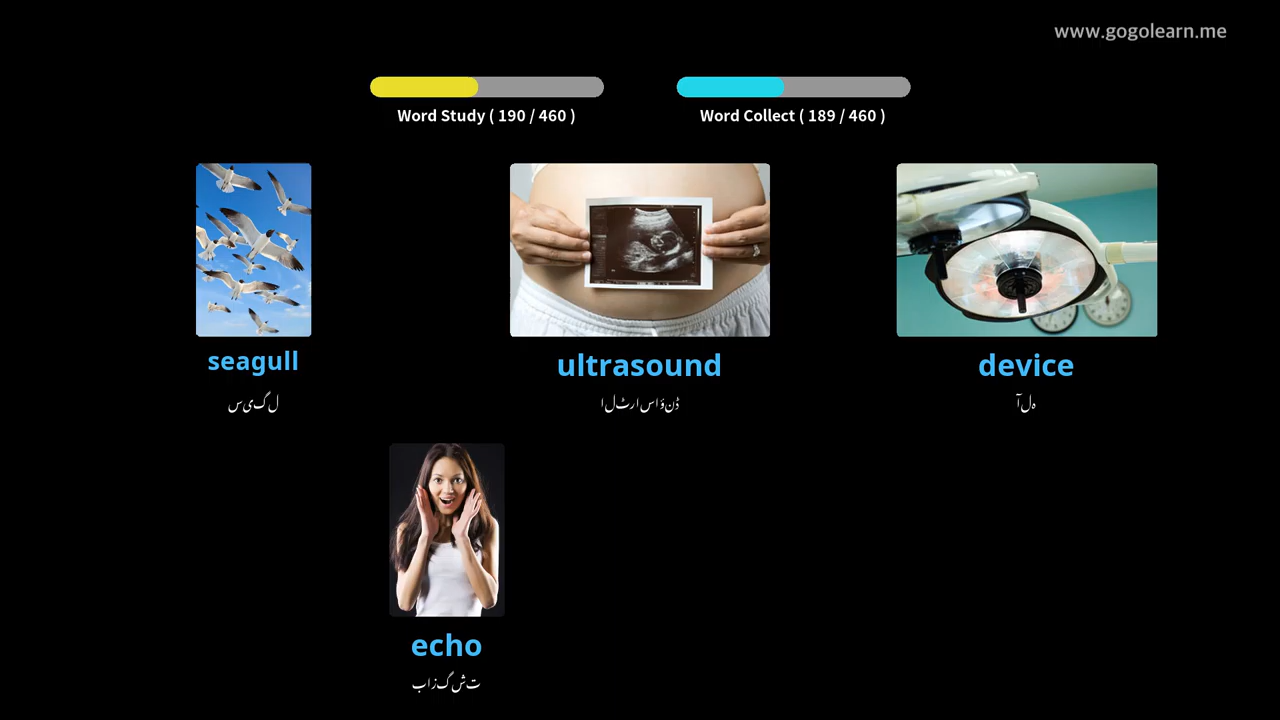 www.gogolearn.me
Word Study ( 190 / 460 )
Word Collect ( 189 / 460 )
seagull
سیگل
ultrasound
الٹراساؤنڈ
device
آلہ
echo
بازگشت